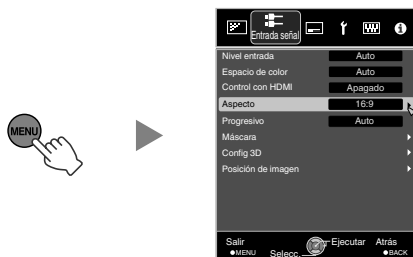 MENU
Entrada señal
Nivel entrada Auto
Espacio de color Auto
Control con HDMI Apagado
Aspecto 16:9
Progresivo Auto
Máscara
Config 3D
Posición de imagen
Salir Ejecutar Atrás
MENU Selecc. BACK